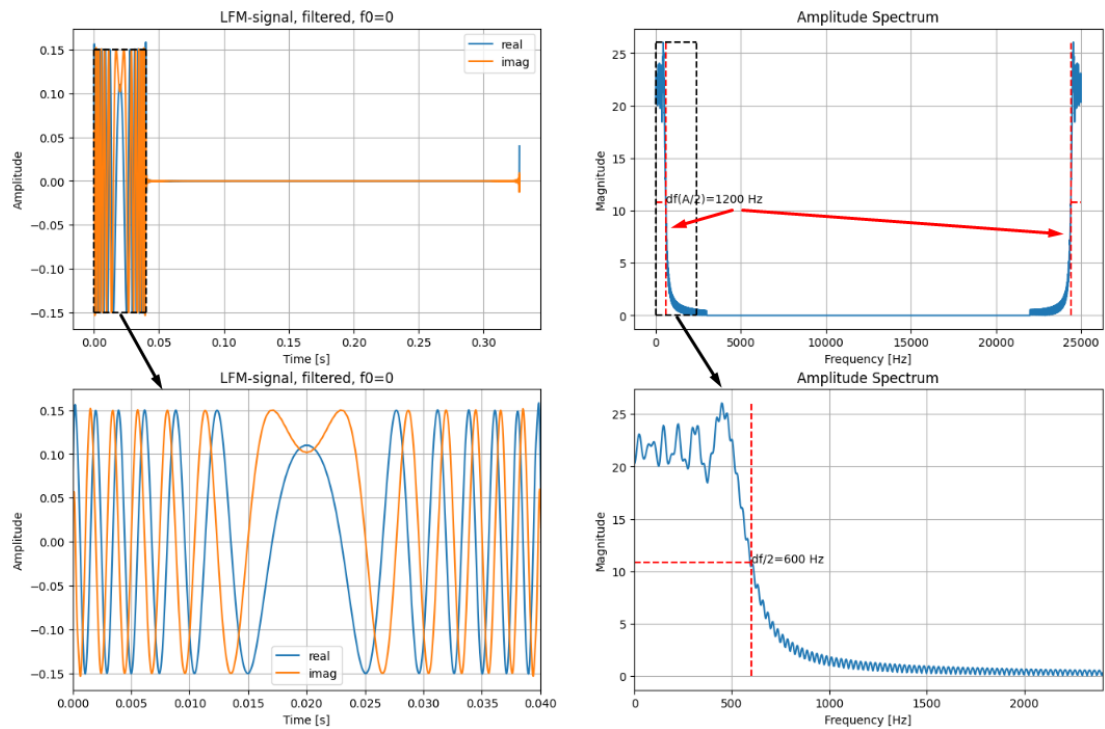 LFM-signal, filtered, f0=0
Amplitude
0.15
0.10
0.05
0.00
−0.05
−0.10
−0.15
real
imag
0.00 0.05 0.10 0.15 0.20 0.25 0.30
Time [s]
Amplitude Spectrum
Magnitude
25
20
15
10
5
0
df(A/2)=1200 Hz
0 5000 10000 15000 20000 25000
Frequency [Hz]
LFM-signal, filtered, f0=0
Amplitude
0.15
0.10
0.05
0.00
−0.05
−0.10
−0.15
real
imag
0.000 0.005 0.010 0.015 0.020 0.025 0.030 0.035 0.040
Time [s]
Amplitude Spectrum
Magnitude
25
20
15
10
5
0
df/2=600 Hz
0 500 1000 1500 2000
Frequency [Hz]